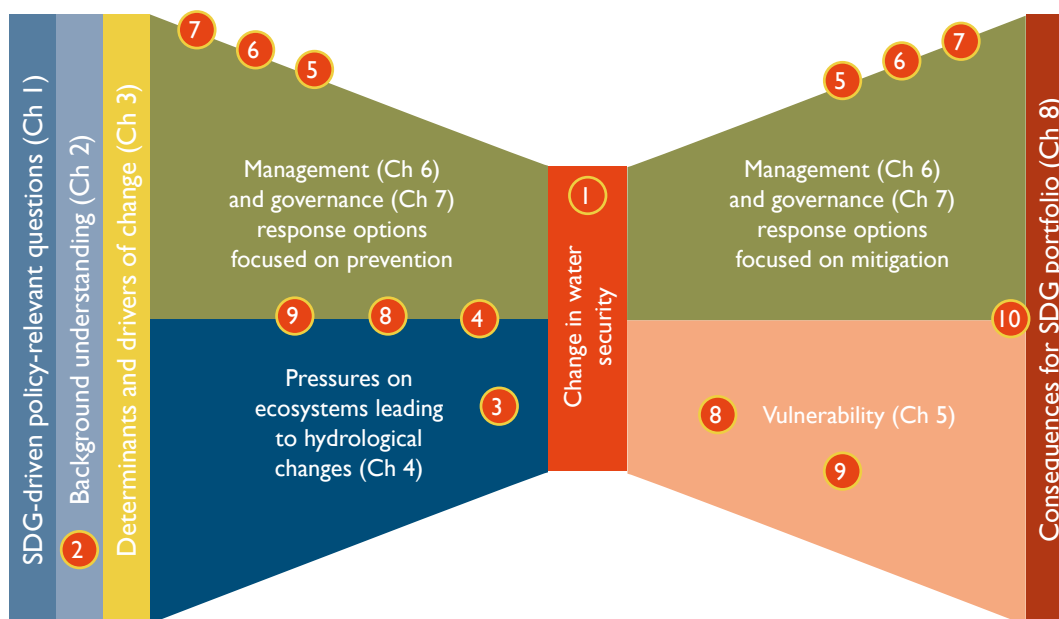 SDG-driven policy-relevant questions (Ch 1)
Background understanding (Ch 2)
2
Determinants and drivers of change (Ch 3)
7
6
5
Management (Ch 6)
and governance (Ch 7)
response options
focused on prevention
9
8
4
Pressures on
ecosystems leading
to hydrological
changes (Ch 4)
3
1
Change in water
security
5
6
7
Management (Ch 6)
and governance (Ch 7)
response options
focused on mitigation
10
8
Vulnerability (Ch 5)
9
Consequences for SDG portfolio (Ch 8)